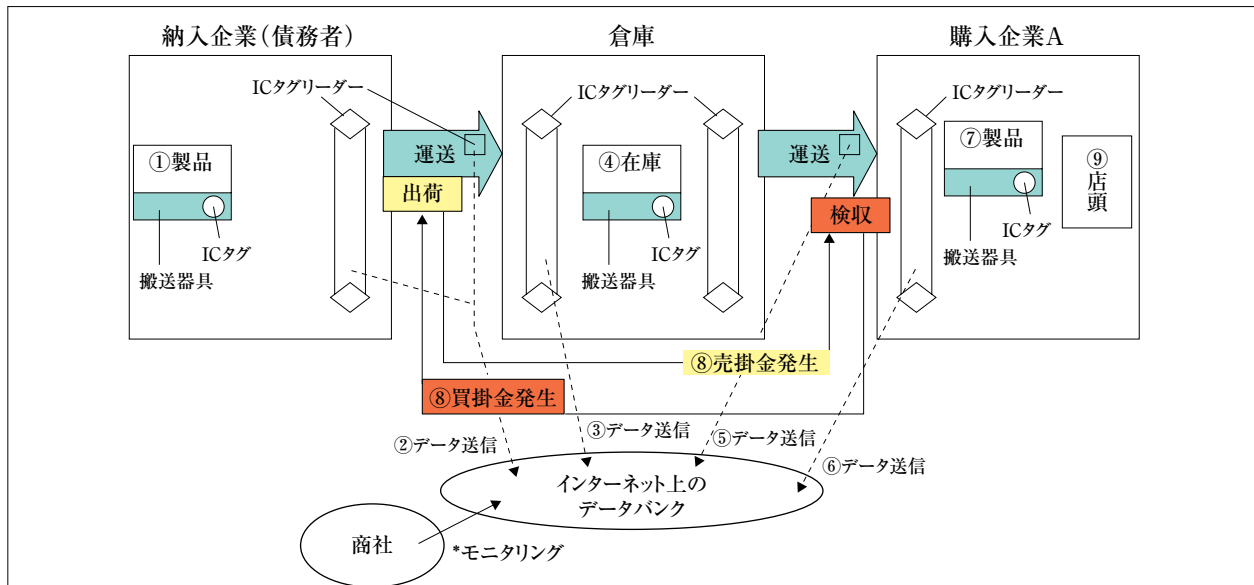 納入企業（債務者）
倉庫
購入企業A
ICタグリーダー
ICタグリーダー
ICタグリーダー
①製品
運送
④在庫
運送
⑦製品
⑨店頭
出荷
検収
ICタグ
搬送器具
ICタグ
搬送器具
ICタグ
搬送器具
⑧売掛金発生
⑧買掛金発生
②データ送信
③データ送信
⑤データ送信
⑥データ送信
インターネット上の
データバンク
商社
*モニタリング